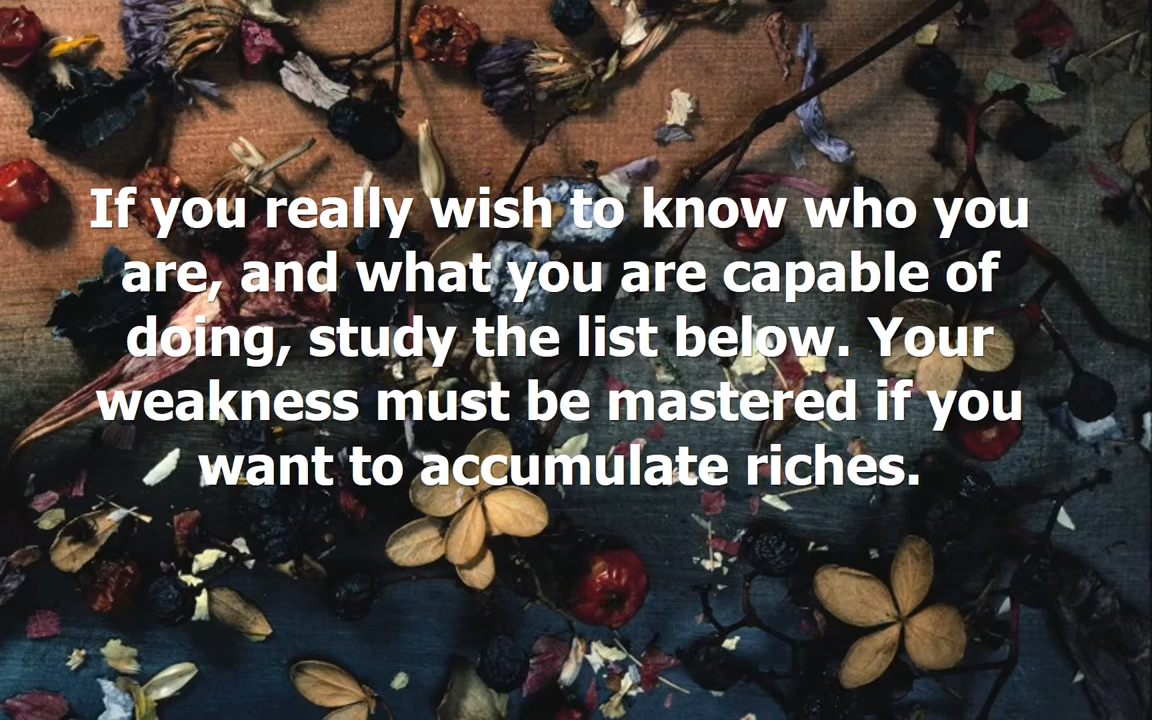 If you really wish to know who you
are, and what you are capable of
doing, study the list below. Your
weakness must be mastered if you
want to accumulate riches.